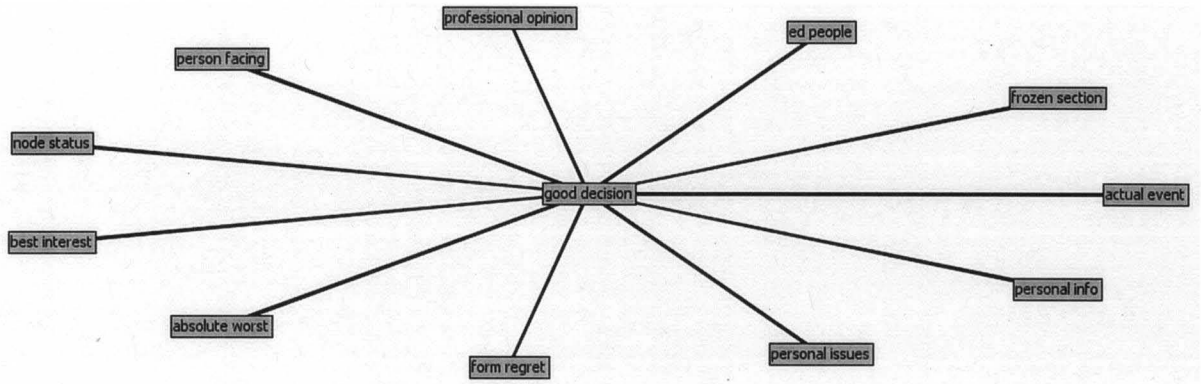 professional opinion
ed people
person facing
frozen section
node status
good decision
actual event
best interest
personal info
absolute worst
personal issues
form regret